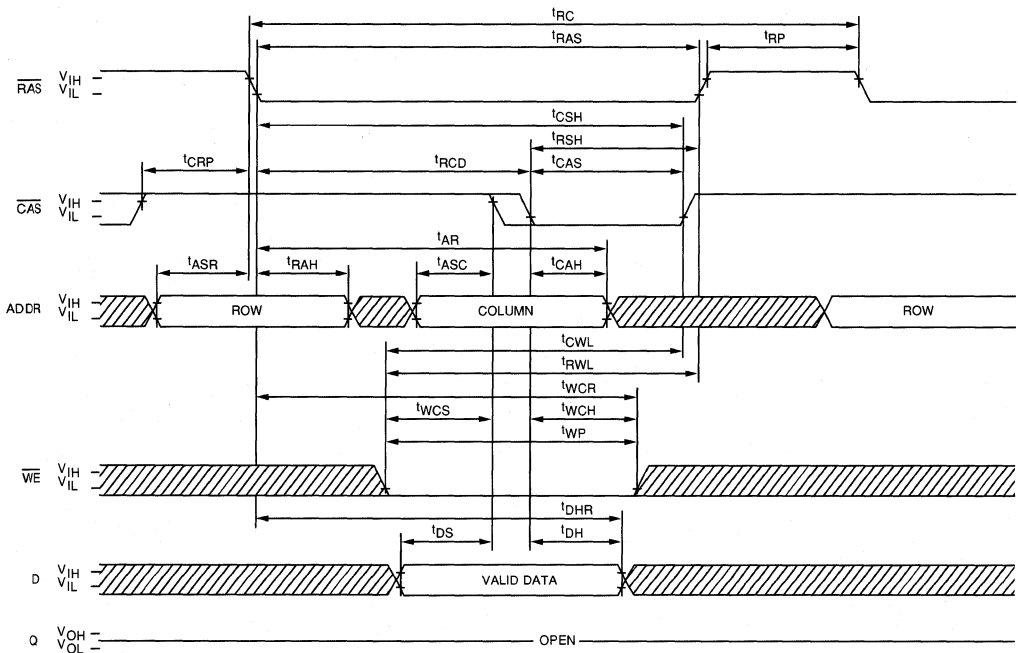 tRC
tRAS
tRP
RAS VIH
VIL
tCSH
tRSH
tCRP tRCD tCAS
CAS VIH
VIL
tAR
tASR tRAH tASC tCAH
ADDR VIH
VIL
ROW COLUMN ROW
tCWL
tRWL
tWCR
tWCS tWCH
tWP
WE VIH
VIL
tDHR
tDS tDH
D VIH
VIL
VALID DATA
Q VOH
VOL
OPEN